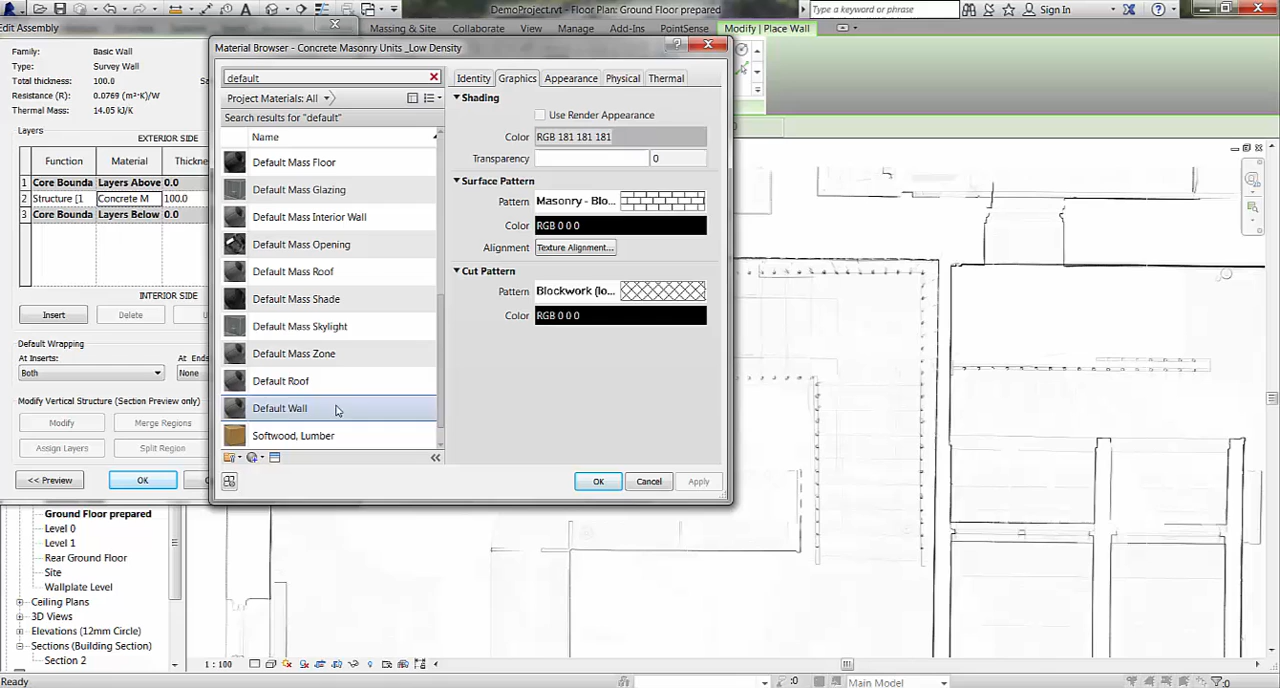 DemoProject.rvt - Floor Plan: Ground Floor prepared
Type a keyword or phrase
Sign In
Edit Assembly
Massing & Site
Collaborate
View
Manage
Add-Ins
PointSense
Modify | Place Wall
Family:
Basic Wall
Type:
Survey Wall
Total thickness:
100.0
Resistance (R):
0.0769 (m²·K)/W
Thermal Mass:
14.05 kJ/K
Layers
EXTERIOR SIDE
Function
Material
Thickne
1
Core Bounda
Layers Above
0.0
2
Structure [1
Concrete M
100.0
3
Core Bounda
Layers Below
0.0
INTERIOR SIDE
Insert
Delete
Default Wrapping
At Inserts:
At Ends
Both
None
Modify Vertical Structure (Section Preview only)
Modify
Merge Regions
Assign Layers
Split Region
<< Preview
OK
Material Browser - Concrete Masonry Units _Low Density
default
Project Materials: All
Search results for "default"
Name
Default Mass Floor
Default Mass Glazing
Default Mass Interior Wall
Default Mass Opening
Default Mass Roof
Default Mass Shade
Default Mass Skylight
Default Mass Zone
Default Roof
Default Wall
Softwood, Lumber
Identity
Graphics
Appearance
Physical
Thermal
Shading
Use Render Appearance
Color
RGB 181 181 181
Transparency
0
Surface Pattern
Pattern
Masonry - Blo...
Color
RGB 0 0 0
Alignment
Texture Alignment...
Cut Pattern
Pattern
Blockwork (lo...
Color
RGB 0 0 0
OK
Cancel
Apply
Ground Floor prepared
Level 0
Level 1
Rear Ground Floor
Site
Wallplate Level
Ceiling Plans
3D Views
Elevations (12mm Circle)
Sections (Building Section)
Section 2
1 : 100
Ready
:0
Main Model
:0